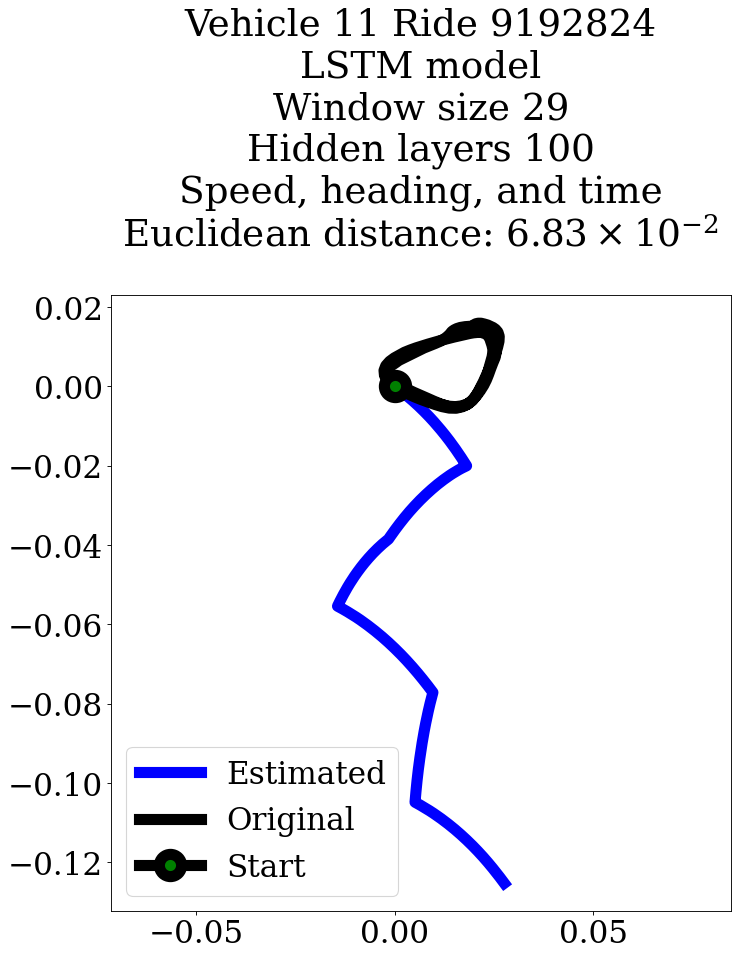 Vehicle 11 Ride 9192824
LSTM model
Window size 29
Hidden layers 100
Speed, heading, and time
Euclidean distance: 6.83 × 10⁻²
0.02
0.00
−0.02
−0.04
−0.06
−0.08
−0.10
−0.12
Estimated
Original
Start
−0.05 0.00 0.05